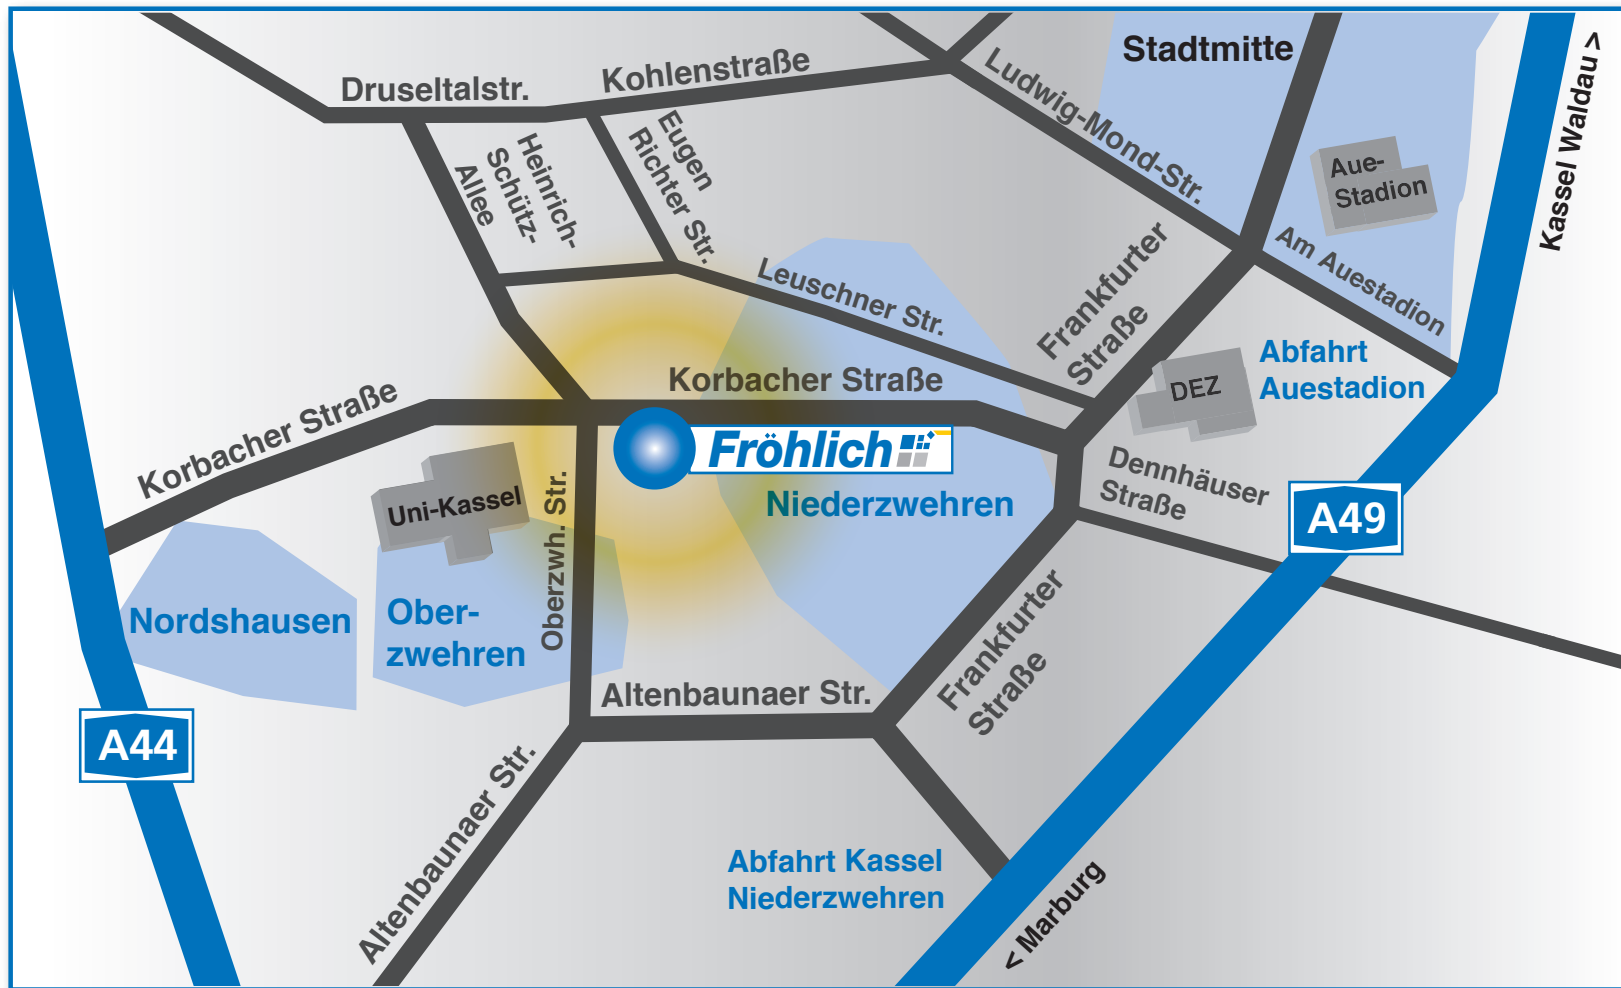 Stadtmitte
Kohlenstraße
Druseltalstr.
Ludwig-Mond-Str.
Kassel Waldau >
Eugen
Richter Str.
Heinrich-
Schütz-
Allee
Aue-
Stadion
Am Auestadion
Frankfurter
Straße
Leuschner Str.
Abfahrt
Auestadion
DEZ
Korbacher Straße
Korbacher Straße
Fröhlich
Dennhäuser
Straße
Uni-Kassel
Niederzwehren
A49
Oberzwh. Str.
Nordshausen
Ober-
zwehren
Frankfurter
Straße
Altenbaunaer Str.
A44
Altenbaunaer Str.
Abfahrt Kassel
Niederzwehren
< Marburg